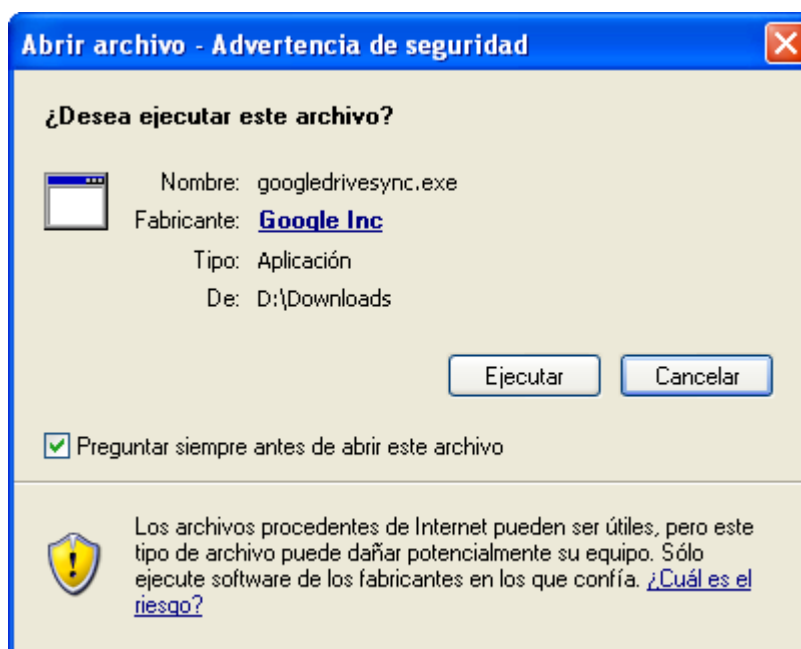 Abrir archivo - Advertencia de seguridad
¿Desea ejecutar este archivo?
Nombre: googledrivesync.exe
Fabricante: Google Inc
Tipo: Aplicación
De: D:\Downloads
Ejecutar Cancelar
Preguntar siempre antes de abrir este archivo
Los archivos procedentes de Internet pueden ser útiles, pero este
tipo de archivo puede dañar potencialmente su equipo. Sólo
ejecute software de los fabricantes en los que confía. ¿Cuál es el
riesgo?